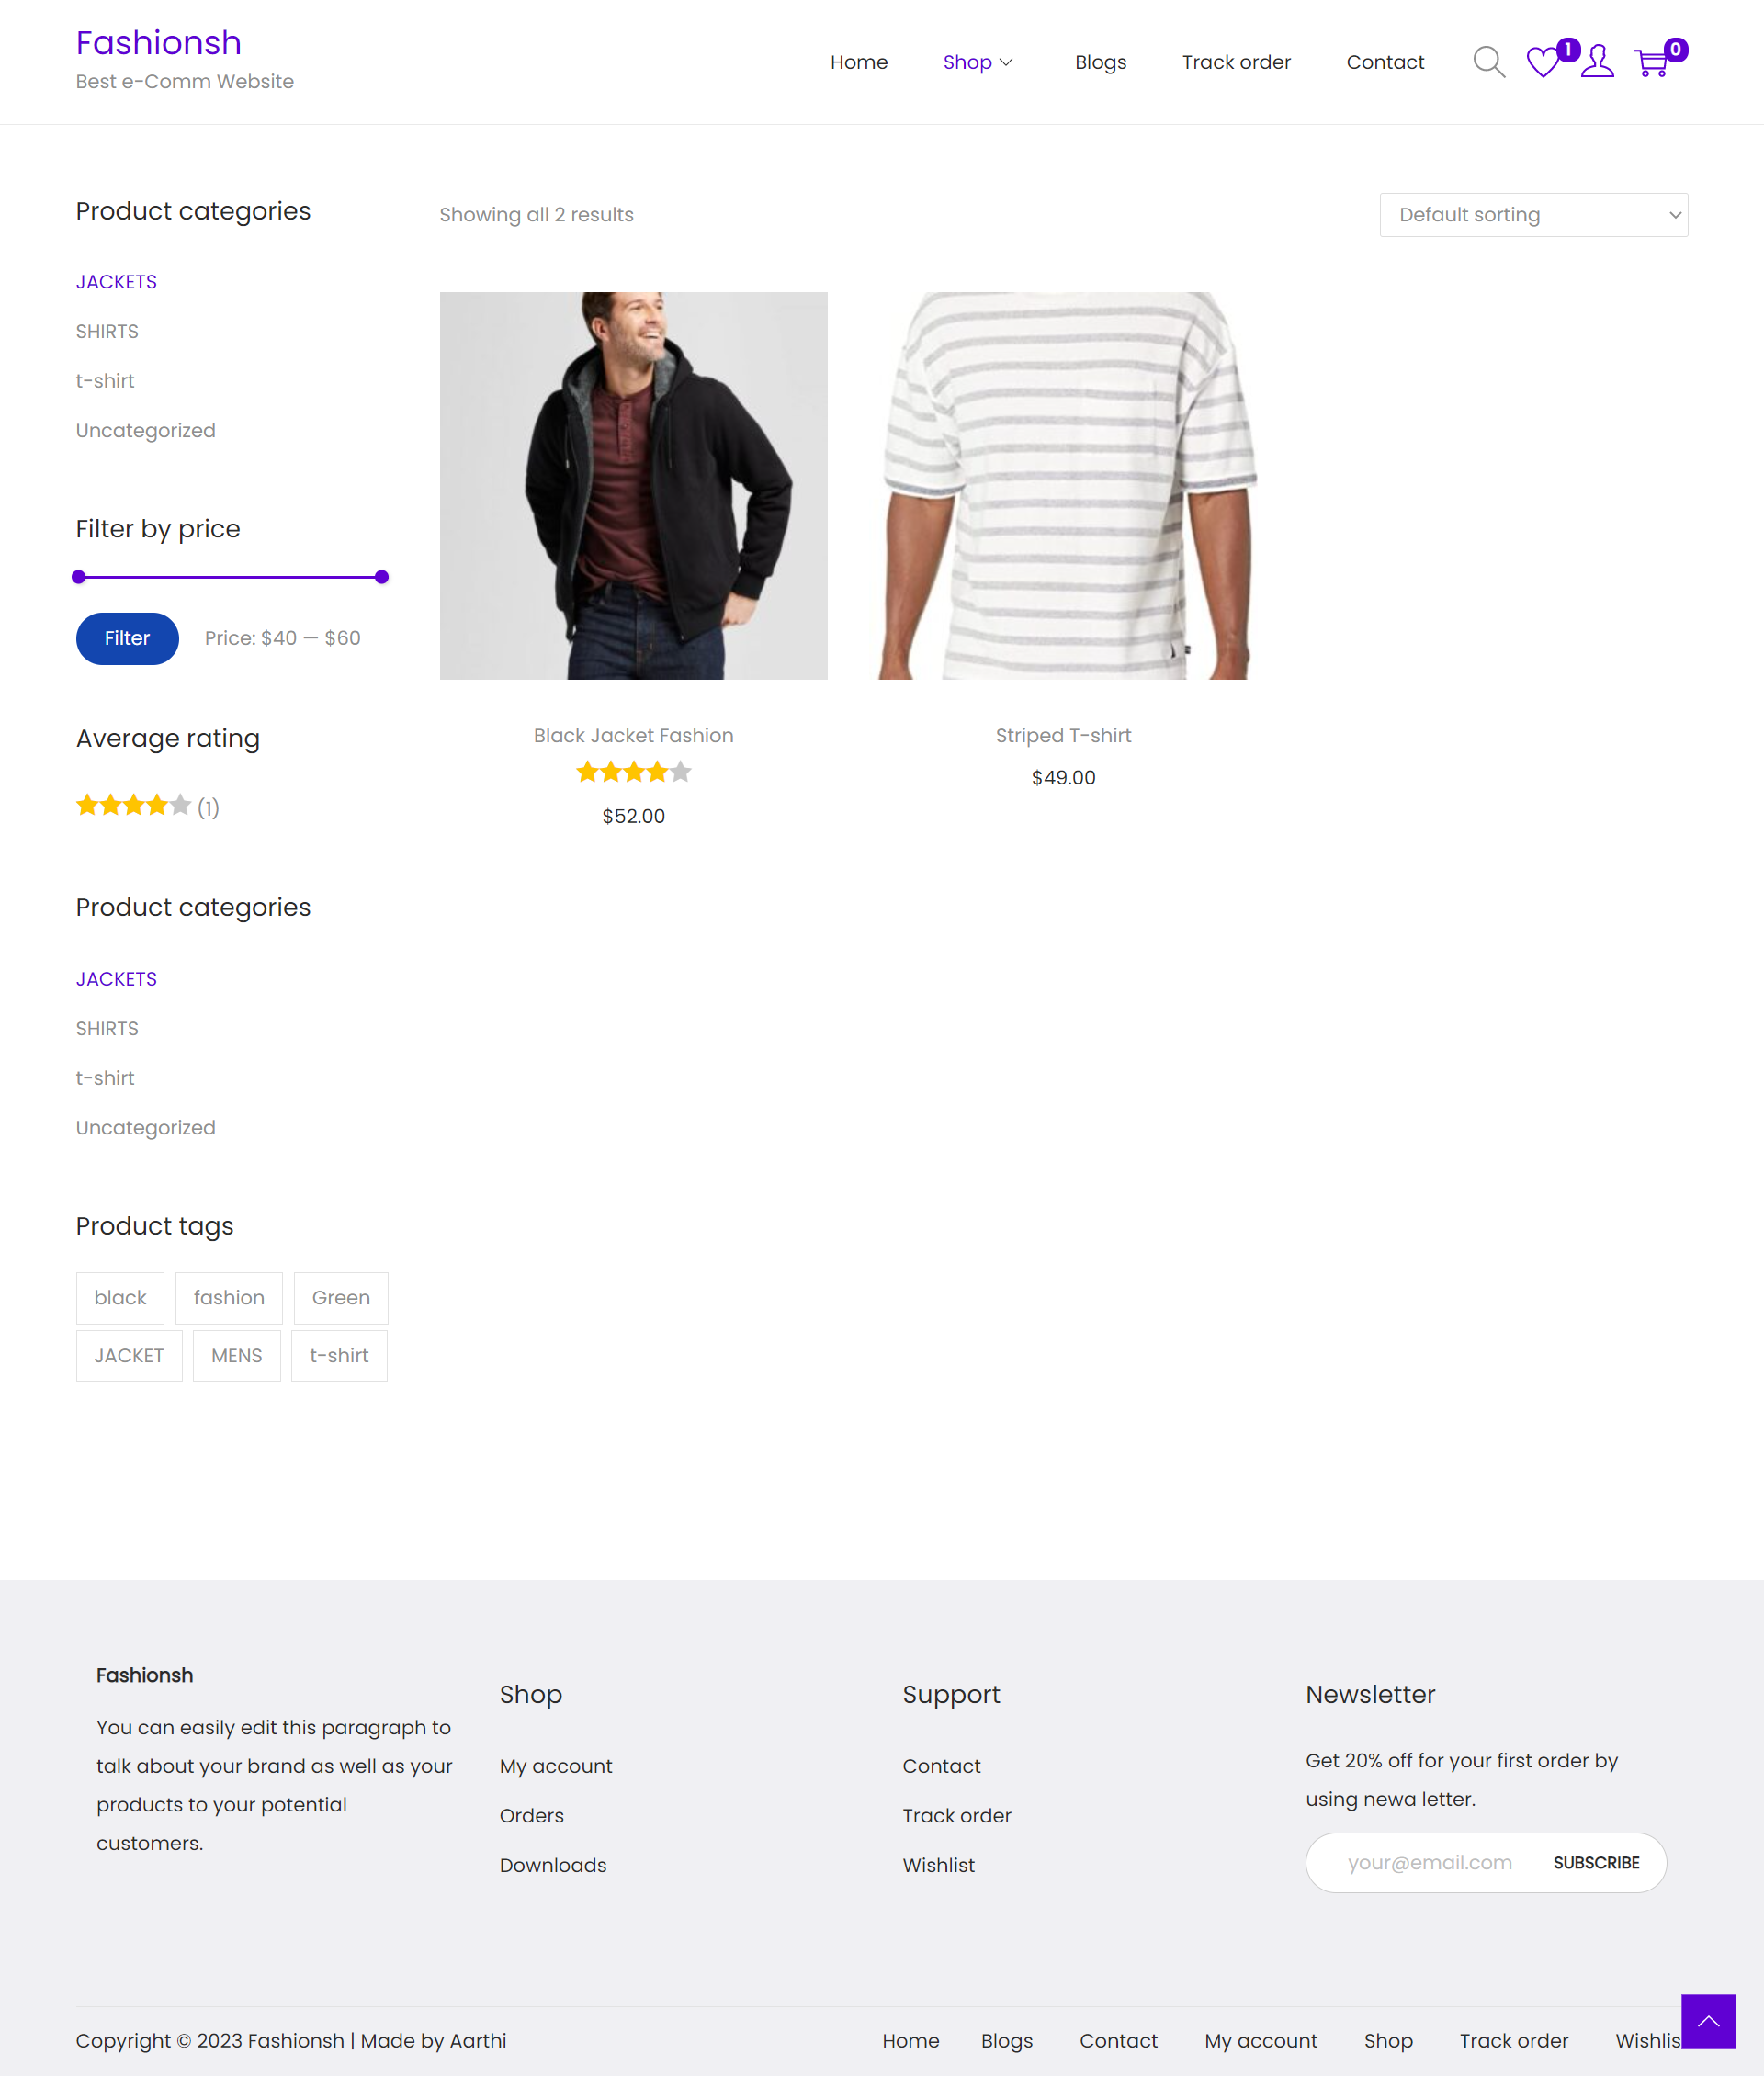 Fashionsh
Best e-Comm Website
Home
Shop
Blogs
Track order
Contact
1
0
Product categories
JACKETS
SHIRTS
t-shirt
Uncategorized
Filter by price
Filter
Price: $40 — $60
Average rating
(1)
Product categories
JACKETS
SHIRTS
t-shirt
Uncategorized
Product tags
black
fashion
Green
JACKET
MENS
t-shirt
Showing all 2 results
Default sorting
Black Jacket Fashion
$52.00
Striped T-shirt
$49.00
Fashionsh
You can easily edit this paragraph to
talk about your brand as well as your
products to your potential
customers.
Shop
My account
Orders
Downloads
Support
Contact
Track order
Wishlist
Newsletter
Get 20% off for your first order by
using newa letter.
your@email.com
SUBSCRIBE
Copyright © 2023 Fashionsh | Made by Aarthi
Home
Blogs
Contact
My account
Shop
Track order
Wishlis